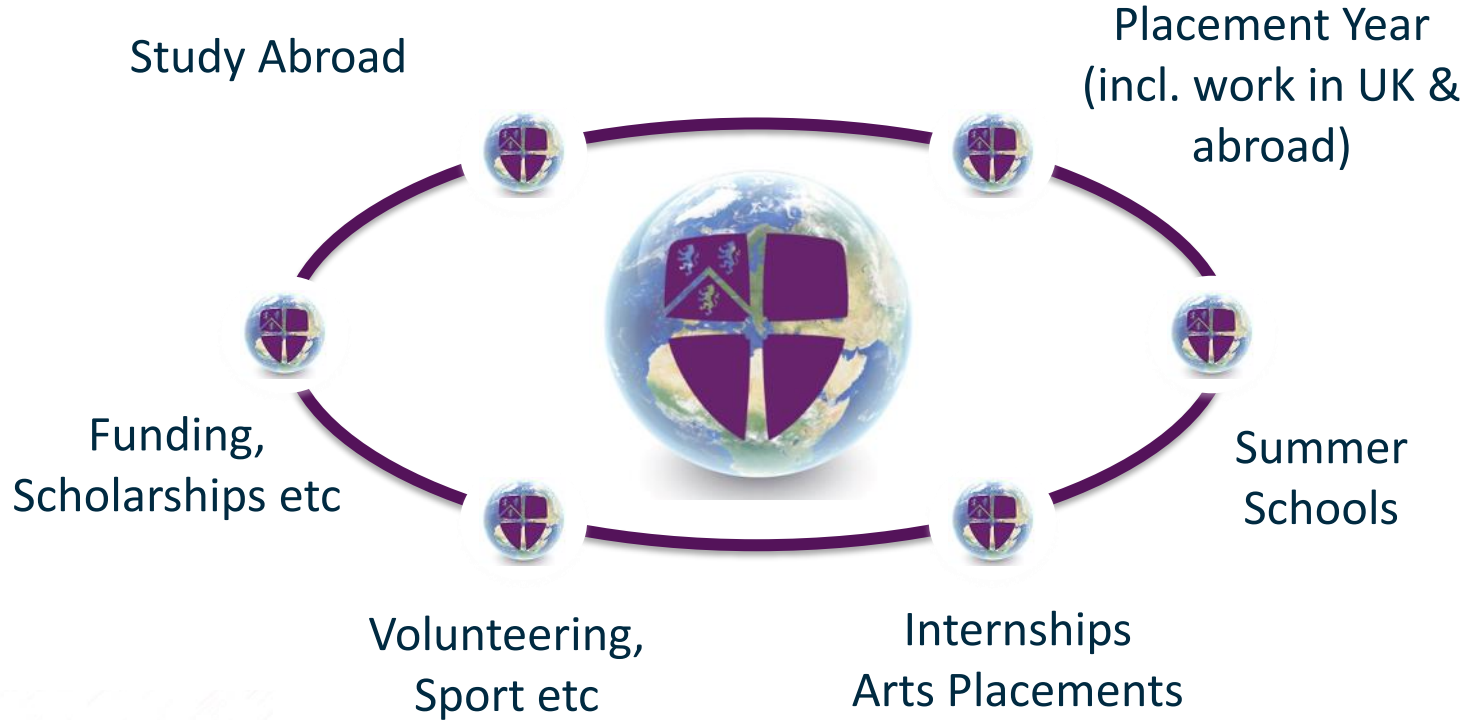 Study Abroad
Placement Year
(incl. work in UK &
abroad)
Summer
Schools
Internships
Arts Placements
Volunteering,
Sport etc
Funding,
Scholarships etc